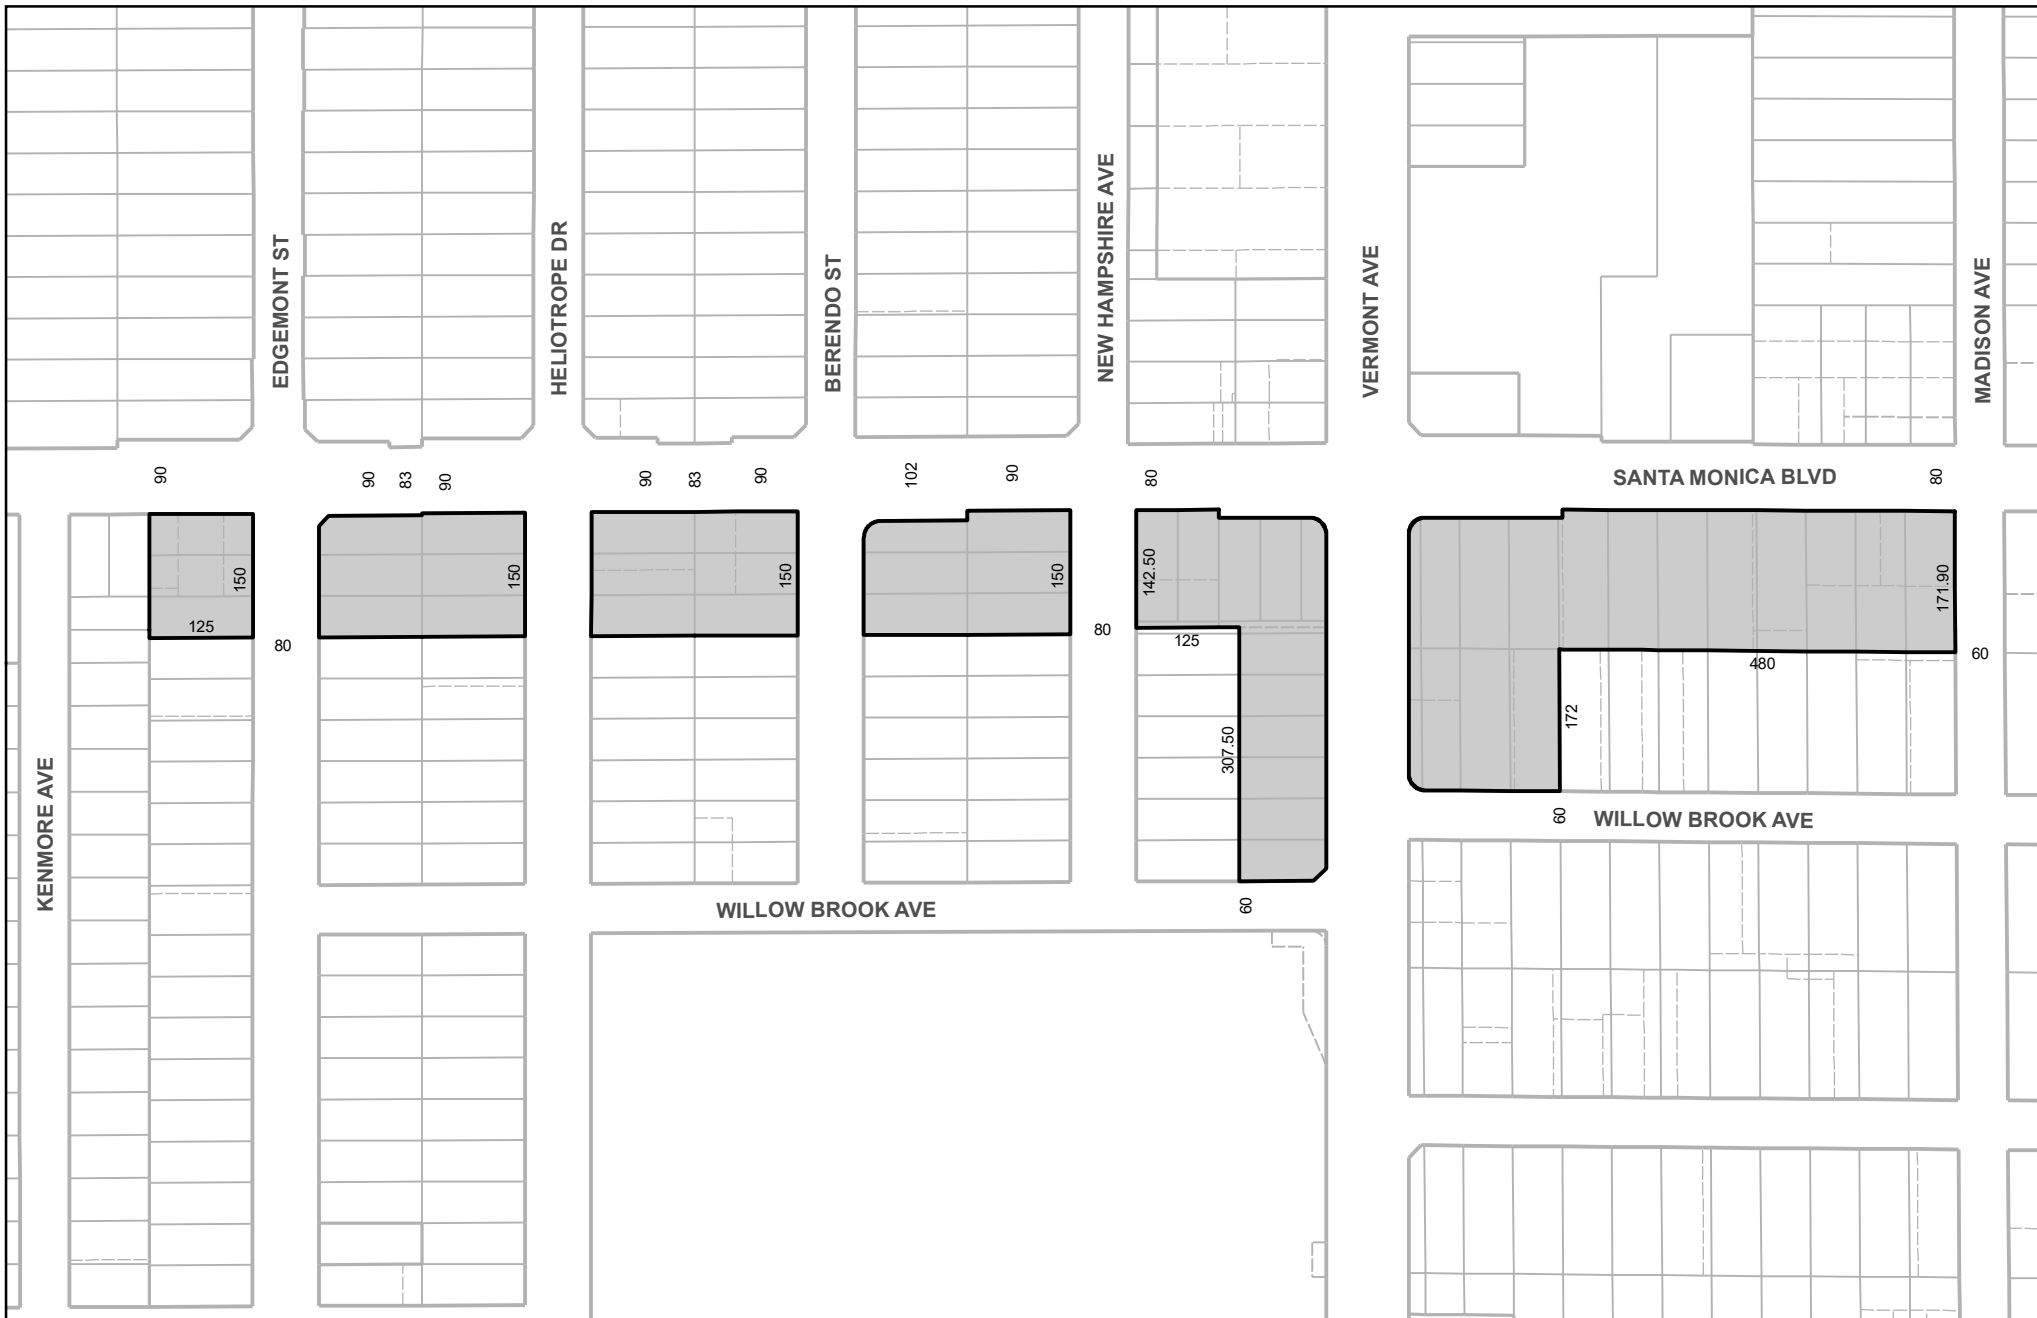 EDGEMONT ST
HELIOTROPE DR
BERENDO ST
NEW HAMPSHIRE AVE
VERMONT AVE
MADISON AVE
90
90
83
90
90
83
90
102
90
80
SANTA MONICA BLVD
80
150
125
80
150
150
150
80
142.50
125
307.50
171.90
480
60
172
60
WILLOW BROOK AVE
KENMORE AVE
WILLOW BROOK AVE
60